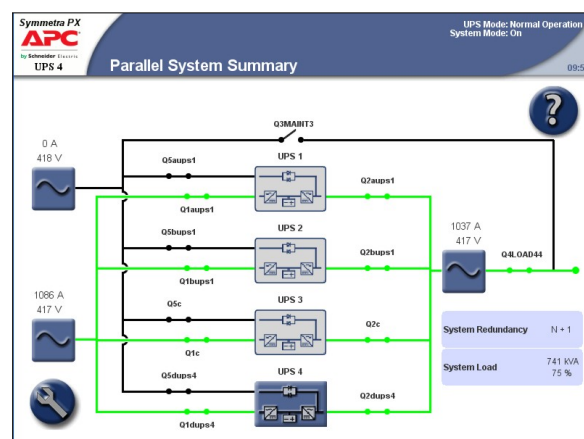 Symmetra PX
APC
by Schneider Electric
UPS 4
Parallel System Summary
UPS Mode: Normal Operation
System Mode: On
09:5
0 A
418 V
Q3MAINT3
Q5aups1
UPS 1
Q2aups1
Q1aups1
Q5bups1
UPS 2
Q2bups1
Q1bups1
1037 A
417 V
Q4LOAD44
1086 A
417 V
Q5c
UPS 3
Q2c
Q1c
System Redundancy N + 1
System Load 741 kVA
75 %
Q5dups4
UPS 4
Q2dups4
Q1dups4